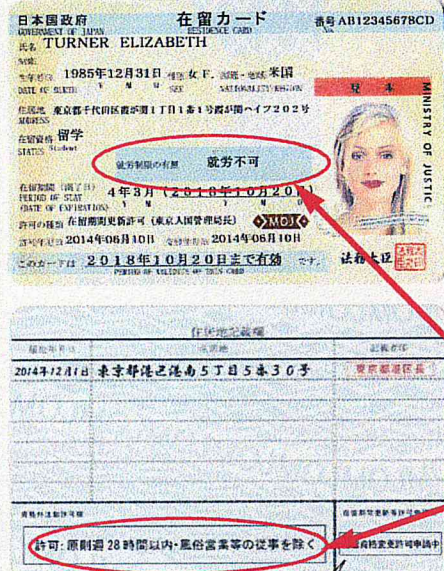 日本国政府 在留カード 番号 AB12345678CD
GOVERNMENT OF JAPAN RESIDENCE CARD No.
氏名 TURNER ELIZABETH
NAME
生年月日 1985年12月31日 性別 女 F. 国籍・地域 米国
DATE OF BIRTH Y M D SEX NATIONALITY/REGION
住居地 東京都千代田区霞が関1丁目1番1号霞が関ハイツ202号
ADDRESS
見本
在留資格 留学
STATUS Student
就労制限の有無 就労不可
MINISTRY OF JUSTICE
在留期間(満了日) 4年3月(2018年10月20日)
PERIOD OF STAY
(DATE OF EXPIRATION) Y M Y M D
許可の種類 在留期間更新許可(東京入国管理局長)
MOJ
許可年月日 2014年06月10日 交付年月日 2014年06月10日
このカードは 2018年10月20日まで有効 です。
PERIOD OF VALIDITY OF THIS CARD
法務大臣
住居地記載欄
届出年月日 住居地 記載者印
2014年12月1日 東京都港区港南5丁目5番30号 東京都港区長
資格外活動許可欄
許可:原則週28時間以内・風俗営業等の従事を除く
在留期間更新等許可申請欄
在留資格変更許可申請中